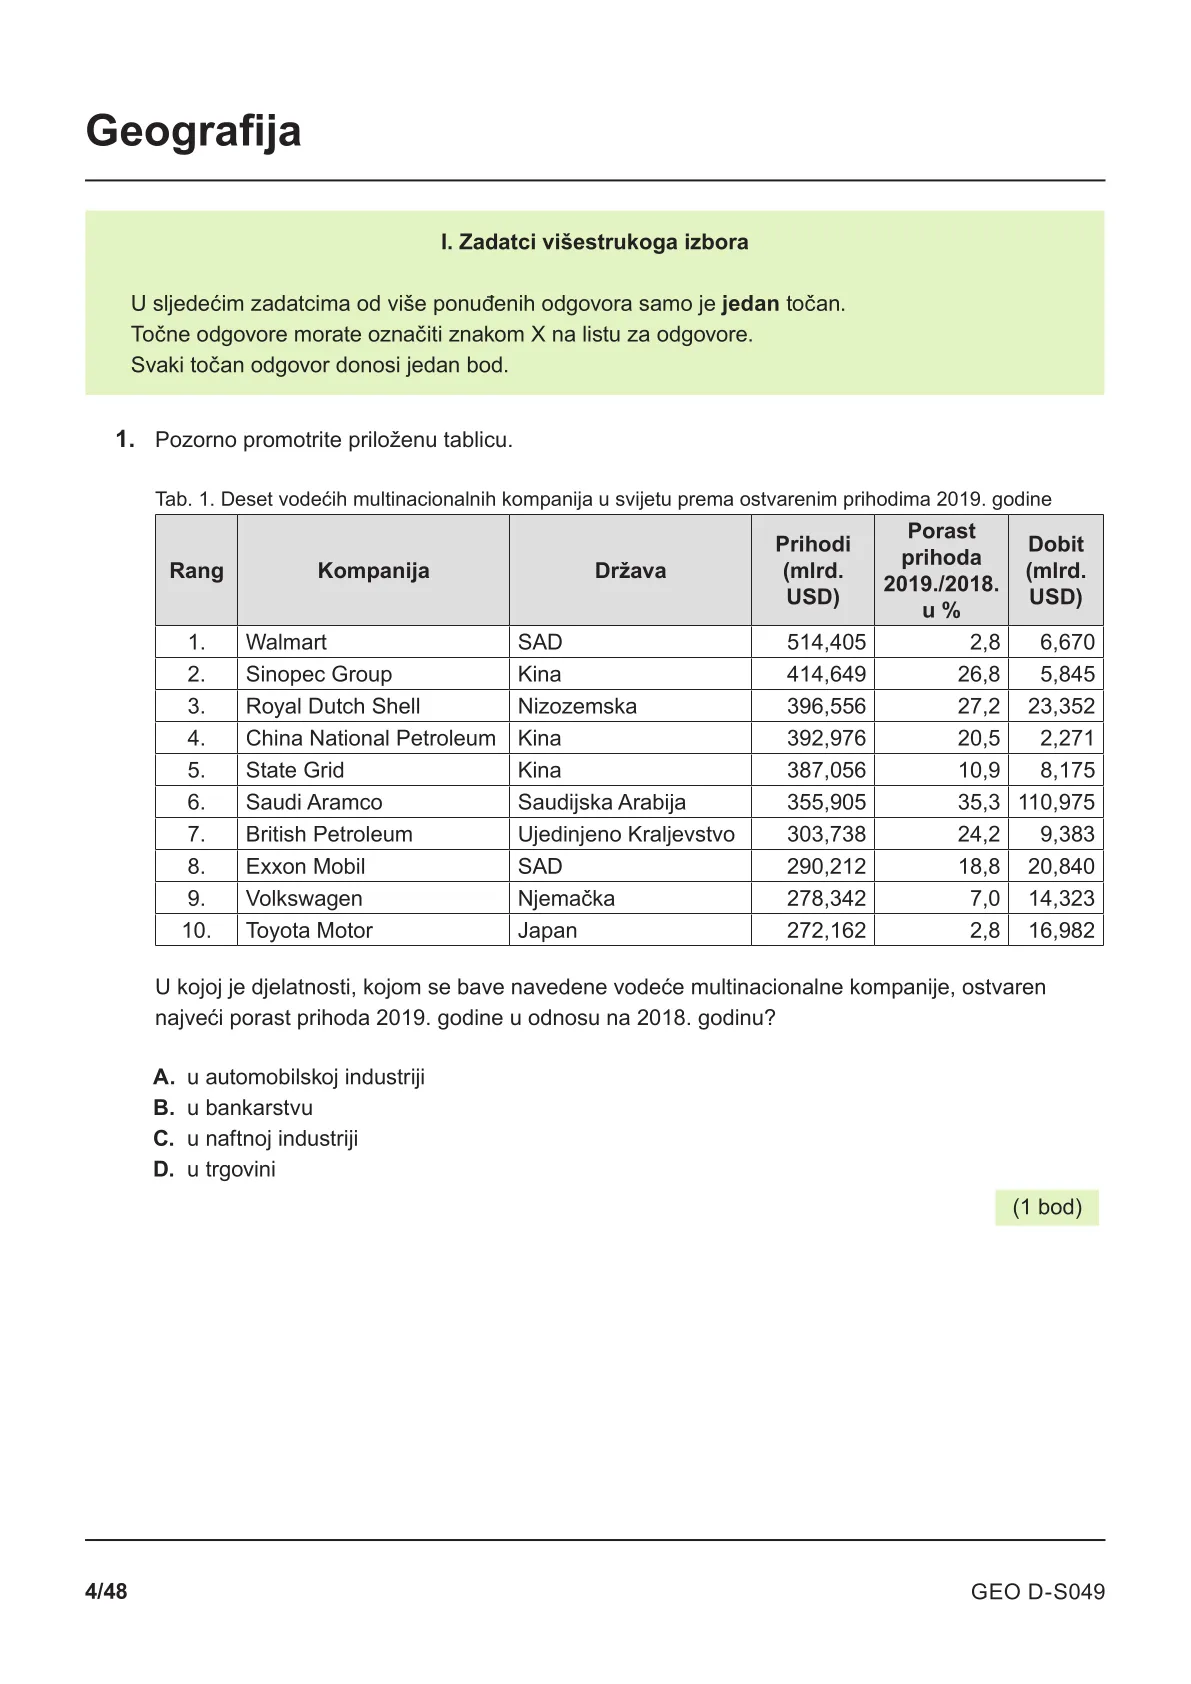 Geografija
I. Zadatci višestrukoga izbora
U sljedećim zadatcima od više ponuđenih odgovora samo je jedan točan.
Točne odgovore morate označiti znakom X na listu za odgovore.
Svaki točan odgovor donosi jedan bod.
1. Pozorno promotrite priloženu tablicu.
Tab. 1. Deset vodećih multinacionalnih kompanija u svijetu prema ostvarenim prihodima 2019. godine
Rang Kompanija Država Prihodi (mlrd. USD) Porast prihoda 2019./2018. u % Dobit (mlrd. USD)
1. Walmart SAD 514,405 2,8 6,670
2. Sinopec Group Kina 414,649 26,8 5,845
3. Royal Dutch Shell Nizozemska 396,556 27,2 23,352
4. China National Petroleum Kina 392,976 20,5 2,271
5. State Grid Kina 387,056 10,9 8,175
6. Saudi Aramco Saudijska Arabija 355,905 35,3 110,975
7. British Petroleum Ujedinjeno Kraljevstvo 303,738 24,2 9,383
8. Exxon Mobil SAD 290,212 18,8 20,840
9. Volkswagen Njemačka 278,342 7,0 14,323
10. Toyota Motor Japan 272,162 2,8 16,982
U kojoj je djelatnosti, kojom se bave navedene vodeće multinacionalne kompanije, ostvaren
najveći porast prihoda 2019. godine u odnosu na 2018. godinu?
A. u automobilskoj industriji
B. u bankarstvu
C. u naftnoj industriji
D. u trgovini
(1 bod)
4/48 GEO D-S049